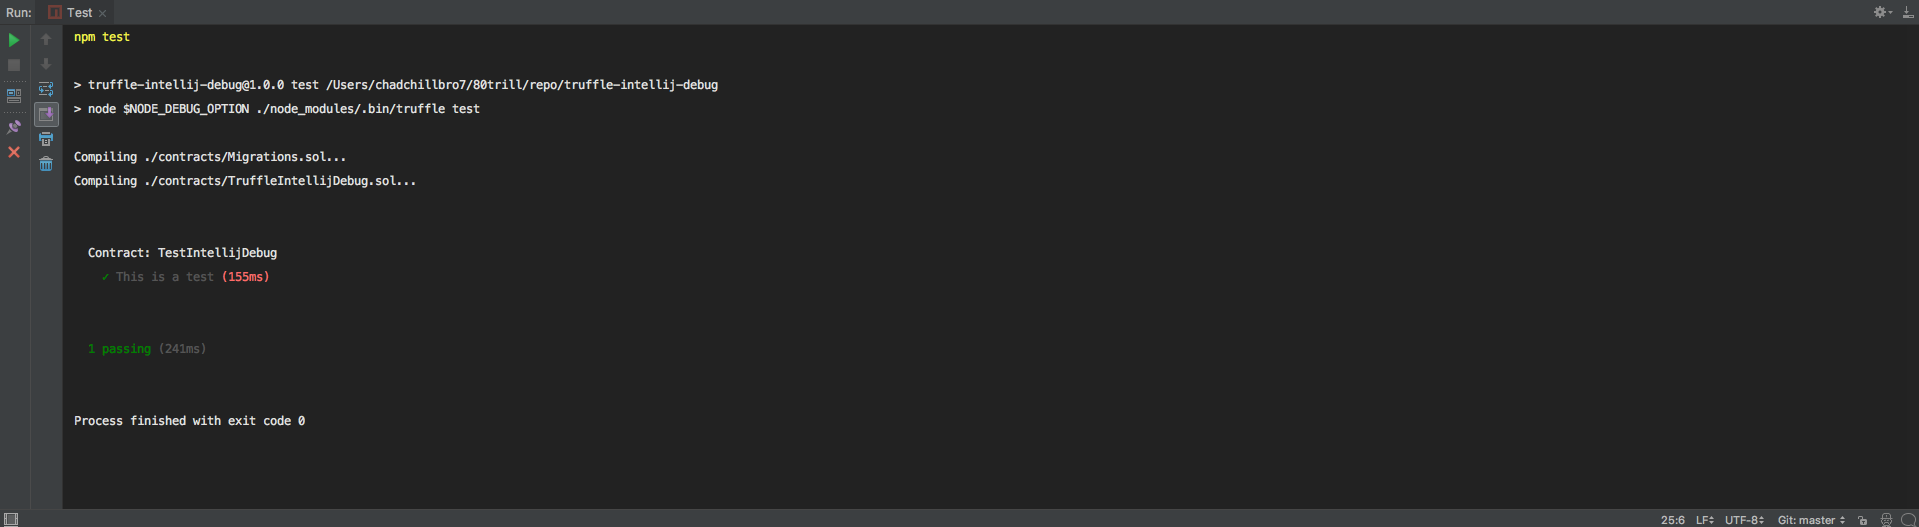 Run: Test
npm test
> truffle-intellij-debug@1.0.0 test /Users/chadchillbro7/80trill/repo/truffle-intellij-debug
> node $NODE_DEBUG_OPTION ./node_modules/.bin/truffle test
Compiling ./contracts/Migrations.sol...
Compiling ./contracts/TruffleIntellijDebug.sol...
Contract: TestIntellijDebug
✓ This is a test (155ms)
1 passing (241ms)
Process finished with exit code 0
25:6 LF UTF-8 Git: master